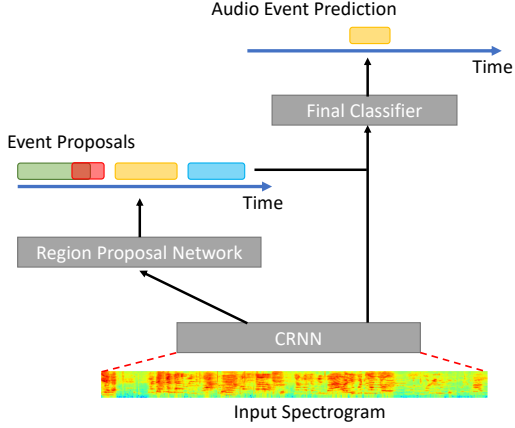 Audio Event Prediction
Time
Final Classifier
Event Proposals
Time
Region Proposal Network
CRNN
Input Spectrogram